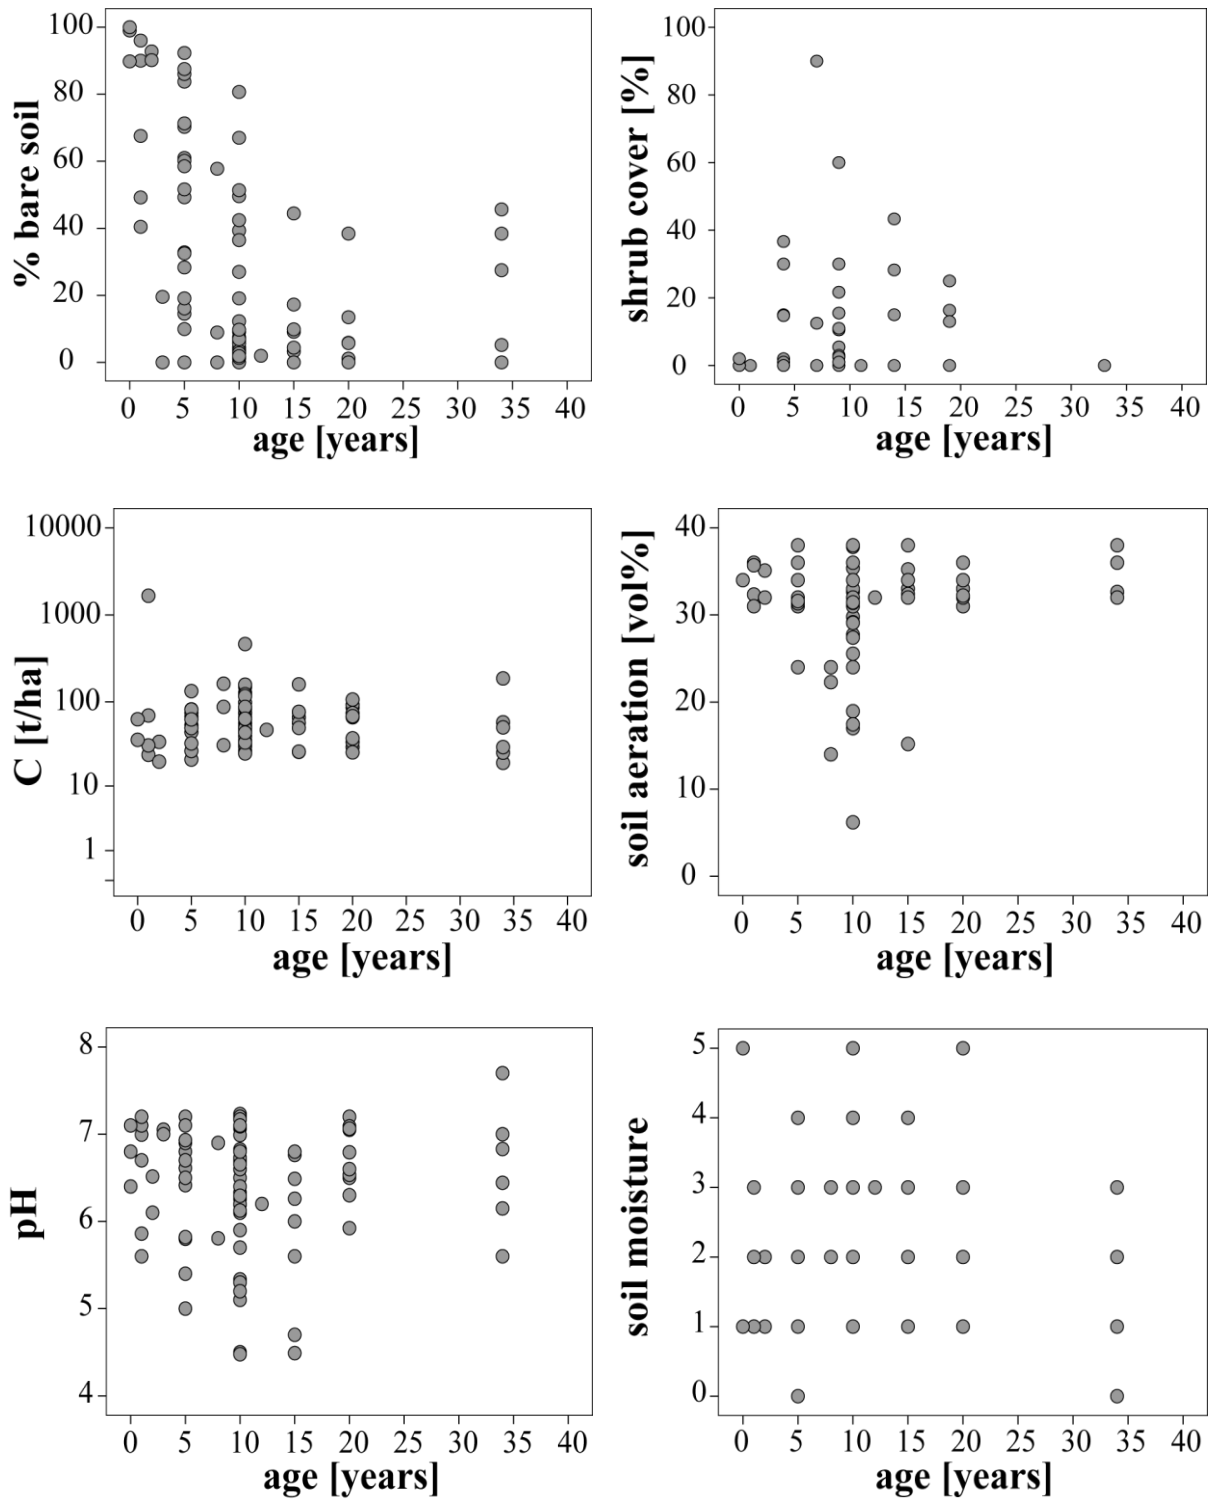 % bare soil
100
80
60
40
20
0
0 5 10 15 20 25 30 35 40
age [years]
shrub cover [%]
100
80
60
40
20
0
0 5 10 15 20 25 30 35 40
age [years]
C [t/ha]
10000
1000
100
10
1
0 5 10 15 20 25 30 35 40
age [years]
soil aeration [vol%]
40
30
20
10
0
0 5 10 15 20 25 30 35 40
age [years]
pH
8
7
6
5
4
0 5 10 15 20 25 30 35 40
age [years]
soil moisture
5
4
3
2
1
0
0 5 10 15 20 25 30 35 40
age [years]